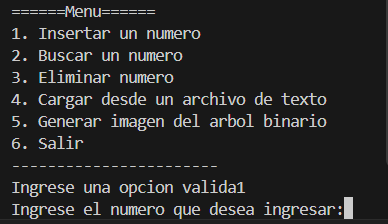 ======Menu======
1. Insertar un numero
2. Buscar un numero
3. Eliminar numero
4. Cargar desde un archivo de texto
5. Generar imagen del arbol binario
6. Salir
-----------------------
Ingrese una opcion valida1
Ingrese el numero que desea ingresar: